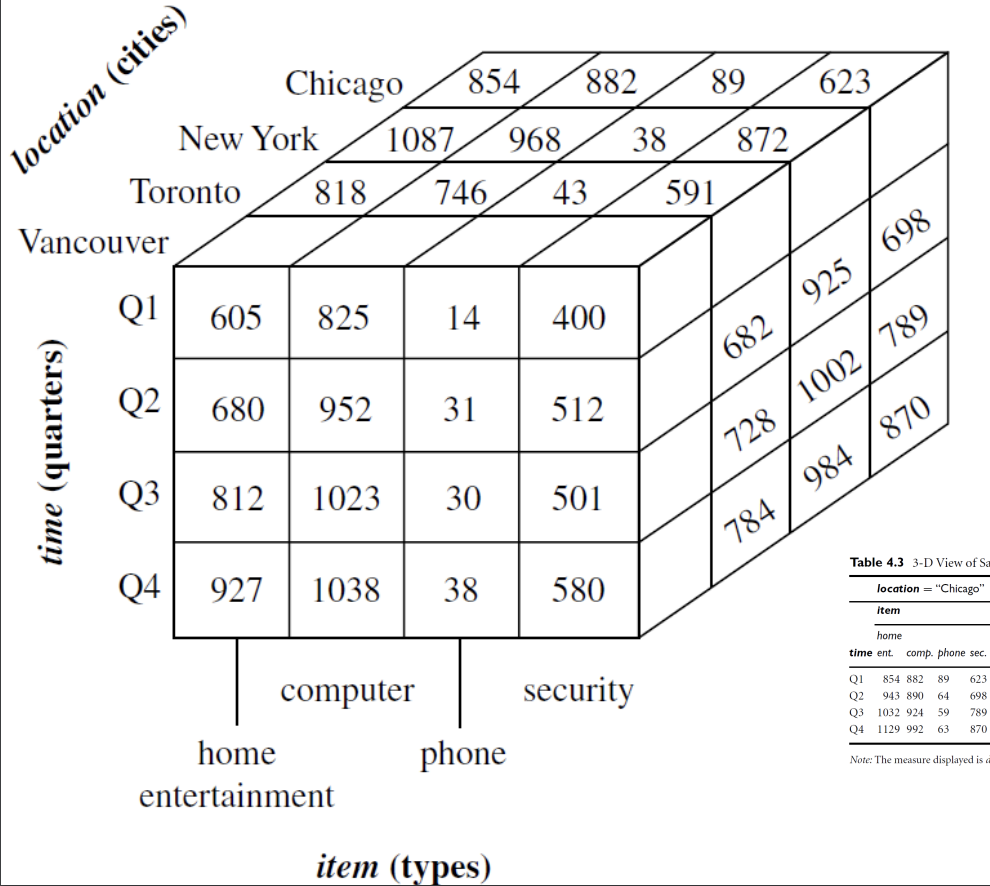 location (cities)
Chicago 854 882 89 623
New York 1087 968 38 872
Toronto 818 746 43 591
Vancouver
Q1 605 825 14 400
Q2 680 952 31 512
Q3 812 1023 30 501
Q4 927 1038 38 580
682 925 698
728 1002 789
784 984 870
time (quarters)
computer security
home phone
entertainment
item (types)
Table 4.3 3-D View of Sa
location = “Chicago”
item
home
time ent. comp. phone sec.
Q1 854 882 89 623
Q2 943 890 64 698
Q3 1032 924 59 789
Q4 1129 992 63 870
Note: The measure displayed is d